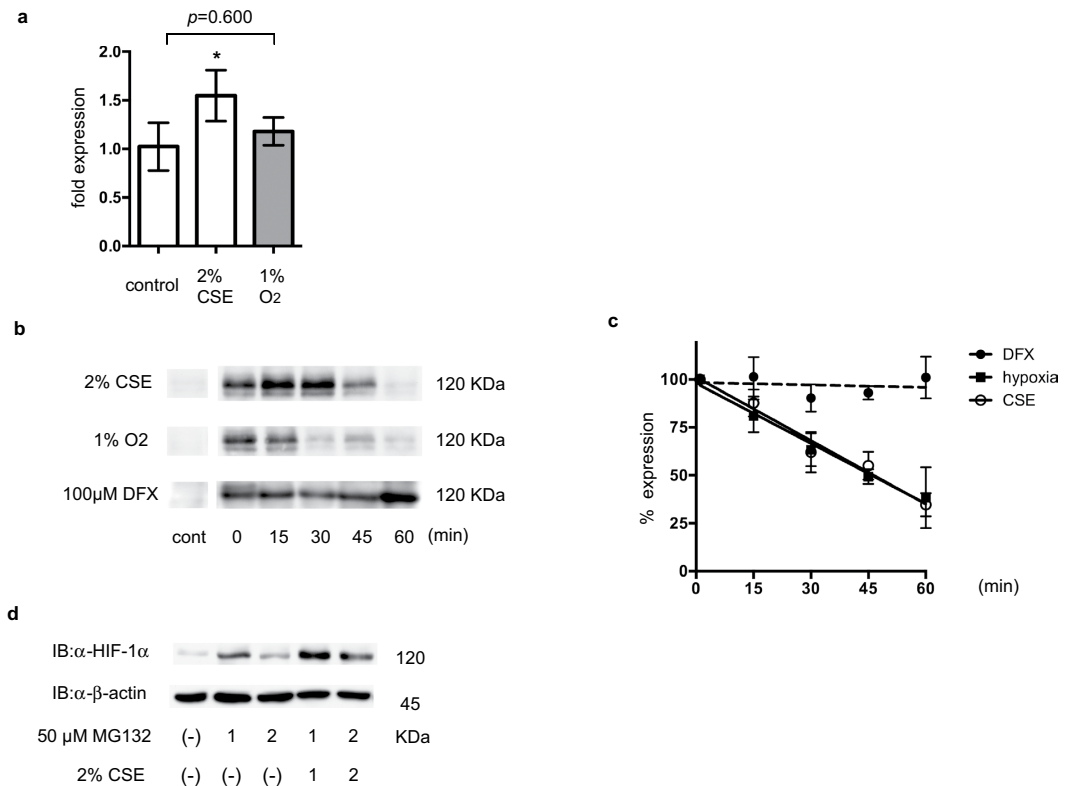 a
p=0.600
*
2.0
1.5
1.0
0.5
0.0
fold expression
control
2% CSE
1% O2
b
2% CSE
120 KDa
1% O2
120 KDa
100μM DFX
120 KDa
cont 0 15 30 45 60 (min)
c
100
75
50
25
0
% expression
0 15 30 45 60 (min)
DFX
hypoxia
CSE
d
IB:α-HIF-1α
120
IB:α-β-actin
45
50 μM MG132 (-) 1 2 1 2 KDa
2% CSE (-) (-) (-) 1 2